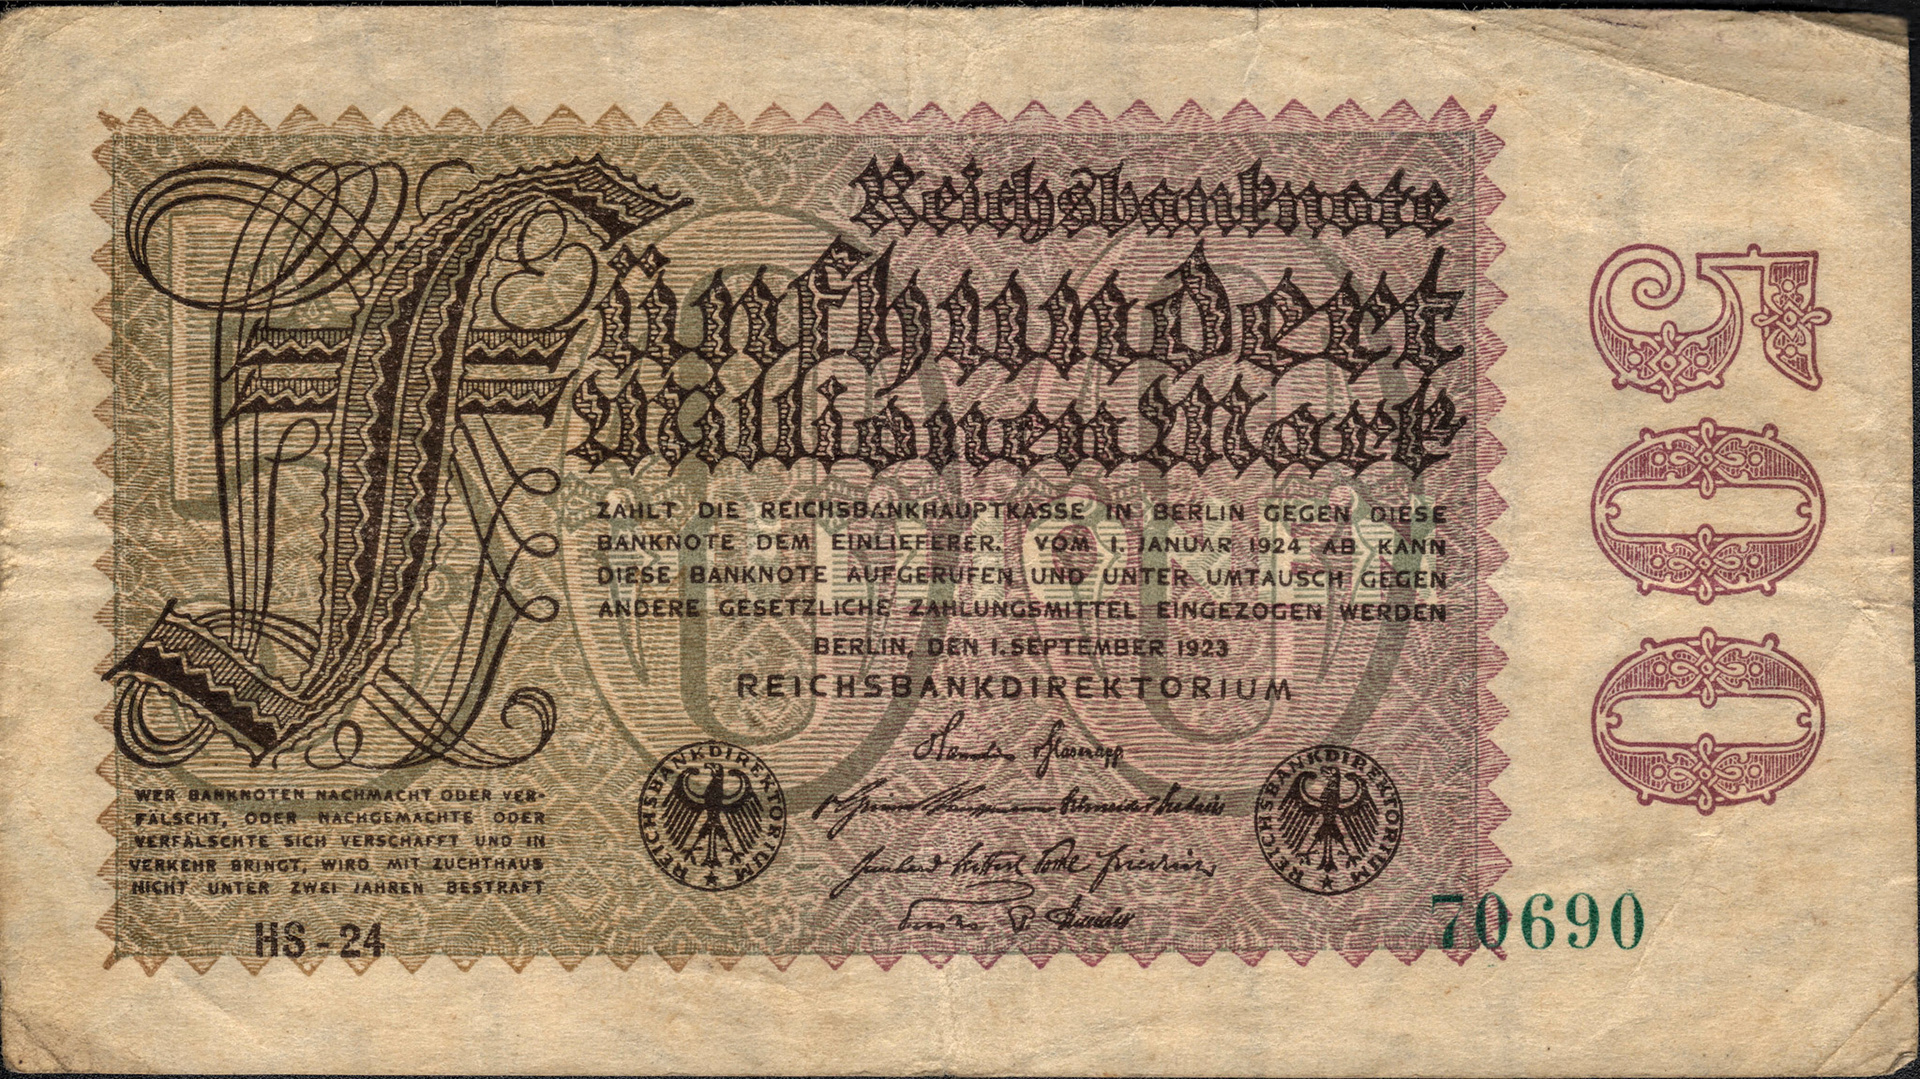 Reichsbanknote
Fünfhundert
Millionen Mark
ZAHLT DIE REICHSBANKHAUPTKASSE IN BERLIN GEGEN DIESE
BANKNOTE DEM EINLIEFERER. VOM 1. JANUAR 1924 AB KANN
DIESE BANKNOTE AUFGERUFEN UND UNTER UMTAUSCH GEGEN
ANDERE GESETZLICHE ZAHLUNGSMITTEL EINGEZOGEN WERDEN
BERLIN, DEN 1. SEPTEMBER 1923
REICHSBANKDIREKTORIUM
REICHSBANKDIREKTORIUM
REICHSBANKDIREKTORIUM
WER BANKNOTEN NACHMACHT ODER VER-
FÄLSCHT, ODER NACHGEMACHTE ODER
VERFÄLSCHTE SICH VERSCHAFFT UND IN
VERKEHR BRINGT, WIRD MIT ZUCHTHAUS
NICHT UNTER ZWEI JAHREN BESTRAFT
HS - 24
70690
500
500
MILLIONEN